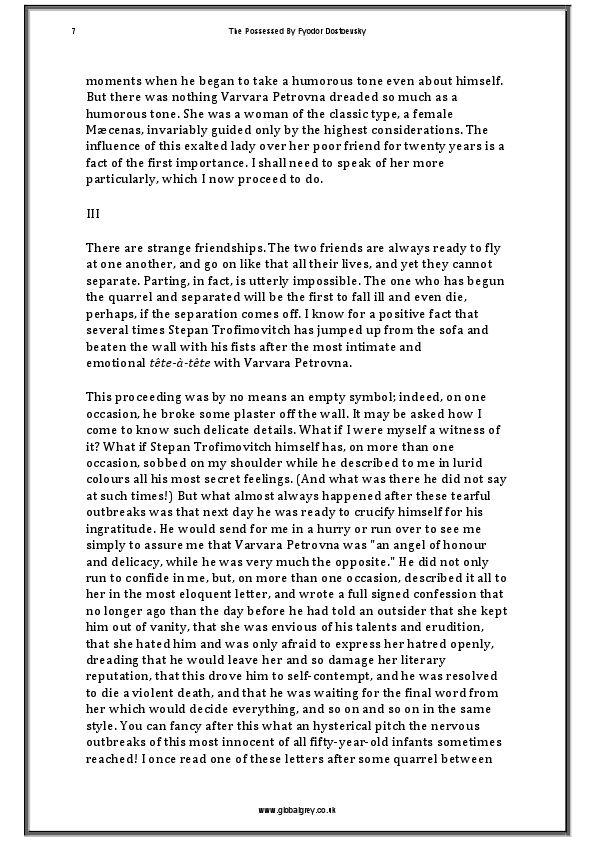 7
The Possessed By Fyodor Dostoevsky
moments when he began to take a humorous tone even about himself.
But there was nothing Varvara Petrovna dreaded so much as a
humorous tone. She was a woman of the classic type, a female
Mæcenas, invariably guided only by the highest considerations. The
influence of this exalted lady over her poor friend for twenty years is a
fact of the first importance. I shall need to speak of her more
particularly, which I now proceed to do.
III
There are strange friendships. The two friends are always ready to fly
at one another, and go on like that all their lives, and yet they cannot
separate. Parting, in fact, is utterly impossible. The one who has begun
the quarrel and separated will be the first to fall ill and even die,
perhaps, if the separation comes off. I know for a positive fact that
several times Stepan Trofimovitch has jumped up from the sofa and
beaten the wall with his fists after the most intimate and
emotional tête-à-tête with Varvara Petrovna.
This proceeding was by no means an empty symbol; indeed, on one
occasion, he broke some plaster off the wall. It may be asked how I
come to know such delicate details. What if I were myself a witness of
it? What if Stepan Trofimovitch himself has, on more than one
occasion, sobbed on my shoulder while he described to me in lurid
colours all his most secret feelings. (And what was there he did not say
at such times!) But what almost always happened after these tearful
outbreaks was that next day he was ready to crucify himself for his
ingratitude. He would send for me in a hurry or run over to see me
simply to assure me that Varvara Petrovna was "an angel of honour
and delicacy, while he was very much the opposite." He did not only
run to confide in me, but, on more than one occasion, described it all to
her in the most eloquent letter, and wrote a full signed confession that
no longer ago than the day before he had told an outsider that she kept
him out of vanity, that she was envious of his talents and erudition,
that she hated him and was only afraid to express her hatred openly,
dreading that he would leave her and so damage her literary
reputation, that this drove him to self-contempt, and he was resolved
to die a violent death, and that he was waiting for the final word from
her which would decide everything, and so on and so on in the same
style. You can fancy after this what an hysterical pitch the nervous
outbreaks of this most innocent of all fifty-year-old infants sometimes
reached! I once read one of these letters after some quarrel between
www.globalgrey.co.uk